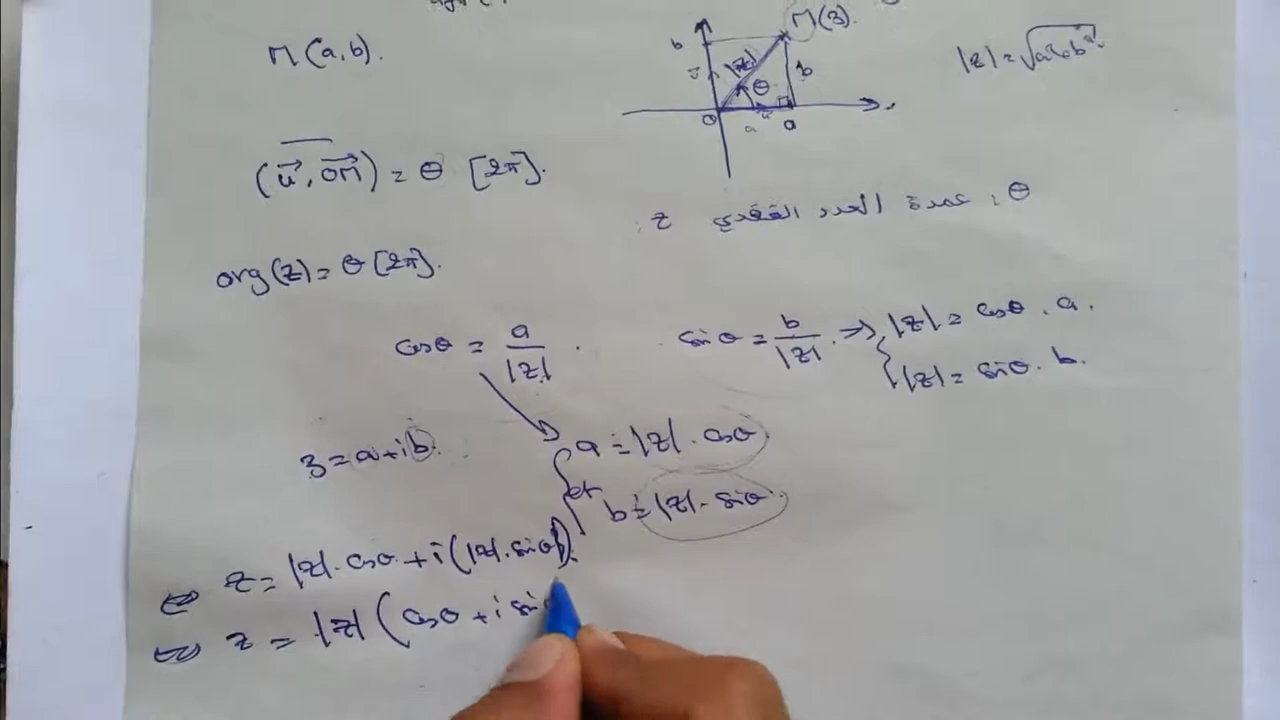 M(a,b).
M(z).
b
|z|
θ
b
O
a
a
|z| = √a²+b².
(u⃗, OM⃗) = θ [2π].
θ : عمدة العدد العقدي z :
arg(z) = θ [2π].
cosθ = a/|z| .
sinθ = b/|z| . => { |z| = cosθ . a .
|z| = sinθ . b .
z = a + ib .
{ a = |z| . cosθ
et
b = |z| . sinθ .
<=> z = |z| . cosθ + i(|z| . sinθ).
<=> z = |z| ( cosθ + i sin